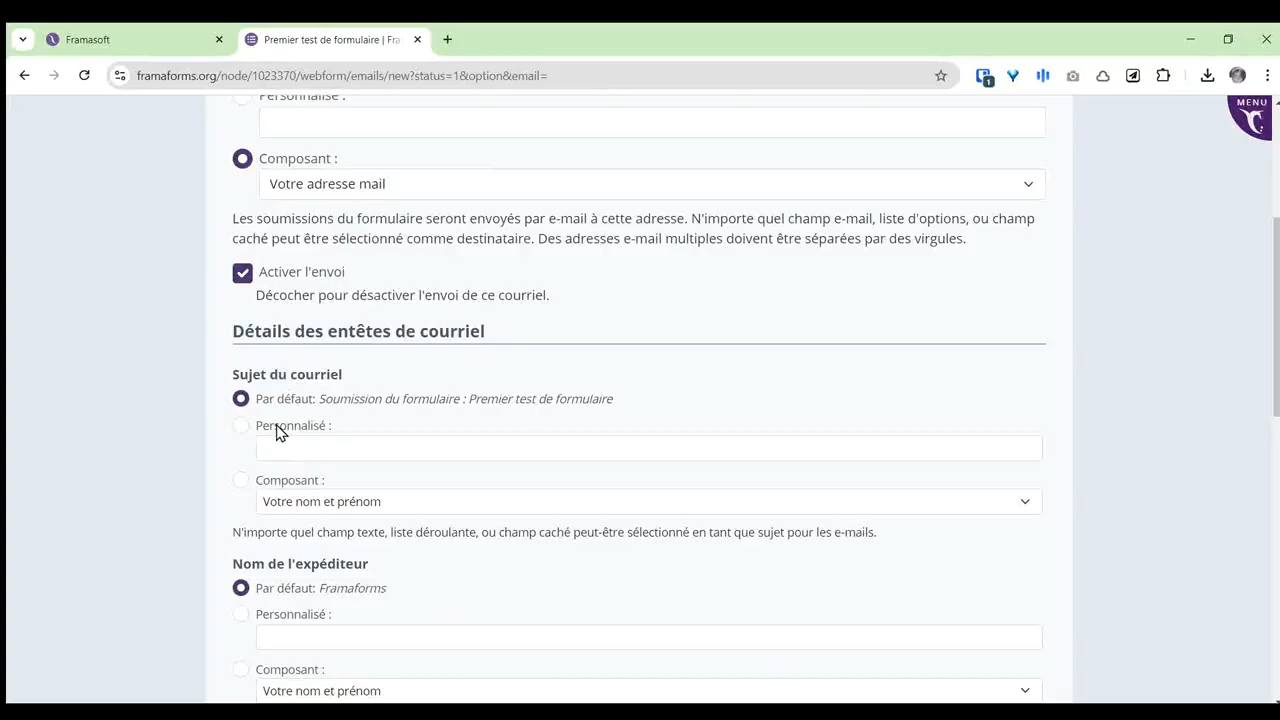 Framasoft
Premier test de formulaire | Fra
framaforms.org/node/1023370/webform/emails/new?status=1&option&email=
1
MENU
Personnalisé :
Composant :
Votre adresse mail
Les soumissions du formulaire seront envoyés par e-mail à cette adresse. N'importe quel champ e-mail, liste d'options, ou champ
caché peut être sélectionné comme destinataire. Des adresses e-mail multiples doivent être séparées par des virgules.
Activer l'envoi
Décocher pour désactiver l'envoi de ce courriel.
Détails des entêtes de courriel
Sujet du courriel
Par défaut: Soumission du formulaire : Premier test de formulaire
Personnalisé :
Composant :
Votre nom et prénom
N'importe quel champ texte, liste déroulante, ou champ caché peut-être sélectionné en tant que sujet pour les e-mails.
Nom de l'expéditeur
Par défaut: Framaforms
Personnalisé :
Composant :
Votre nom et prénom